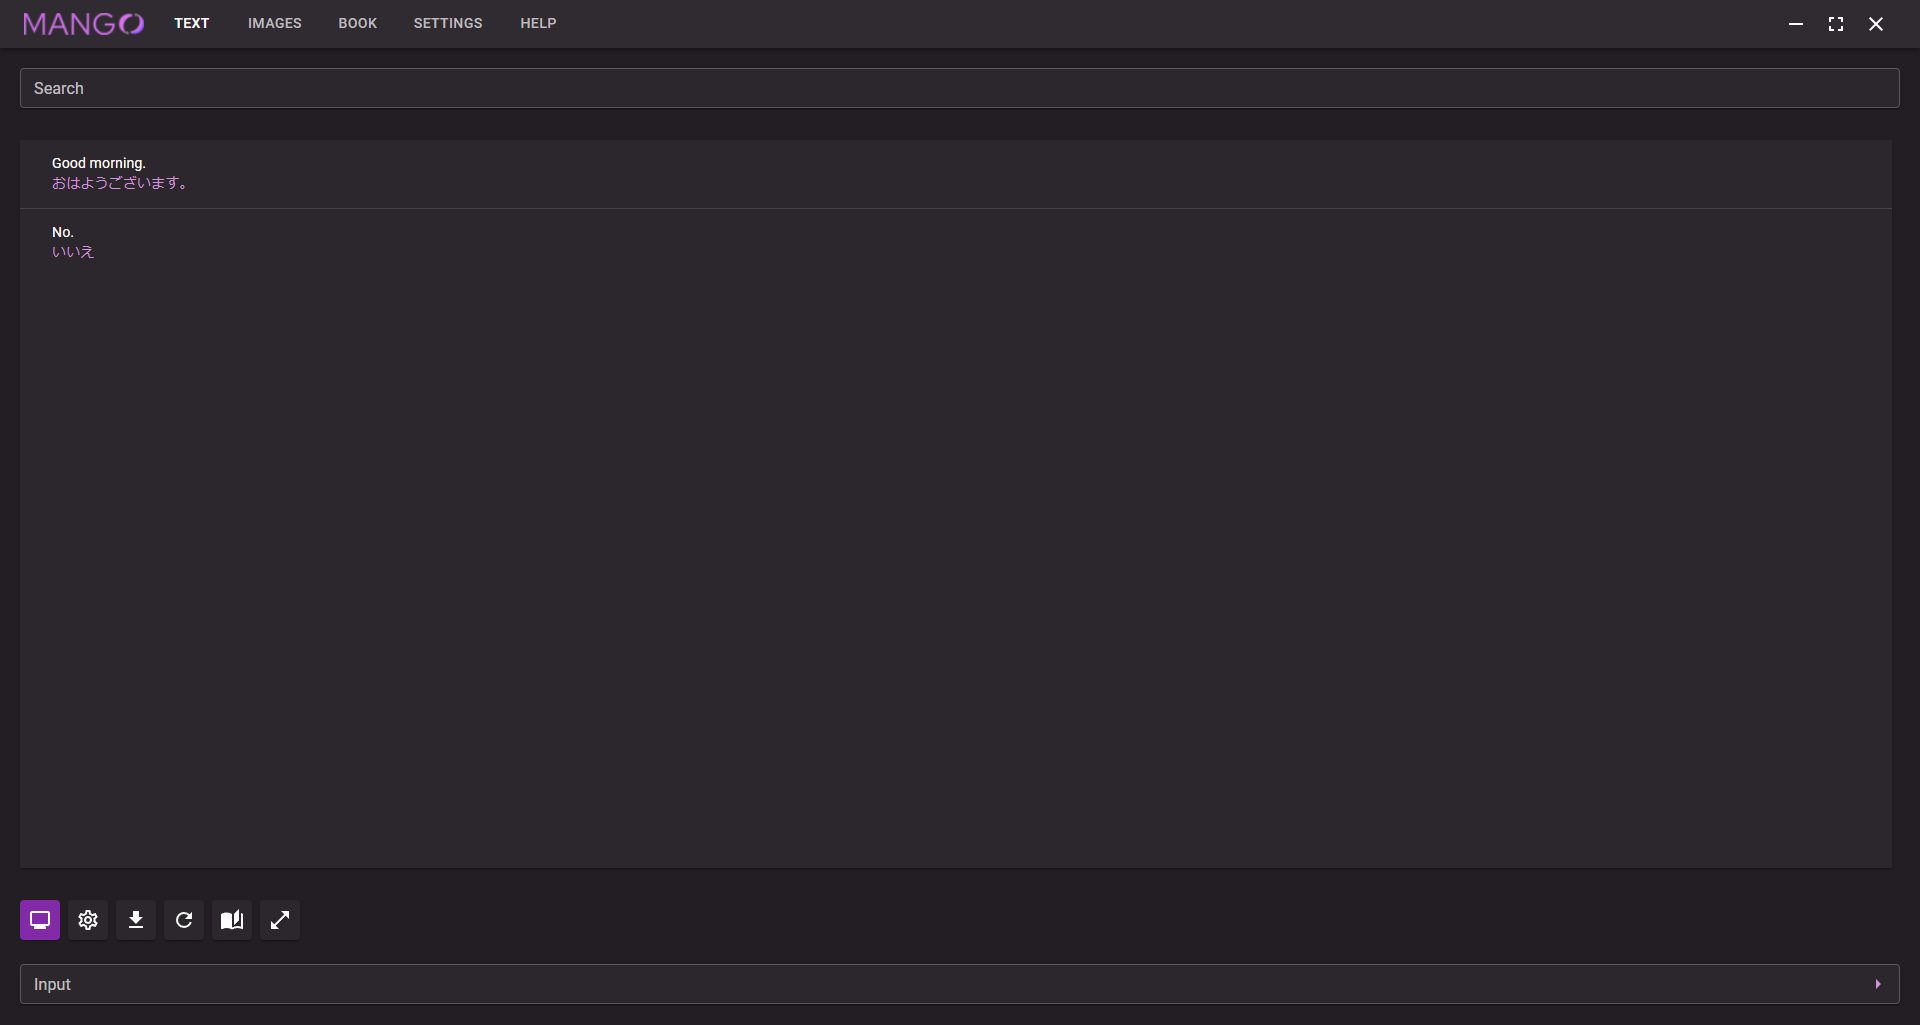 MANGO TEXT IMAGES BOOK SETTINGS HELP
Search
Good morning.
おはようございます。
No.
いいえ
Input